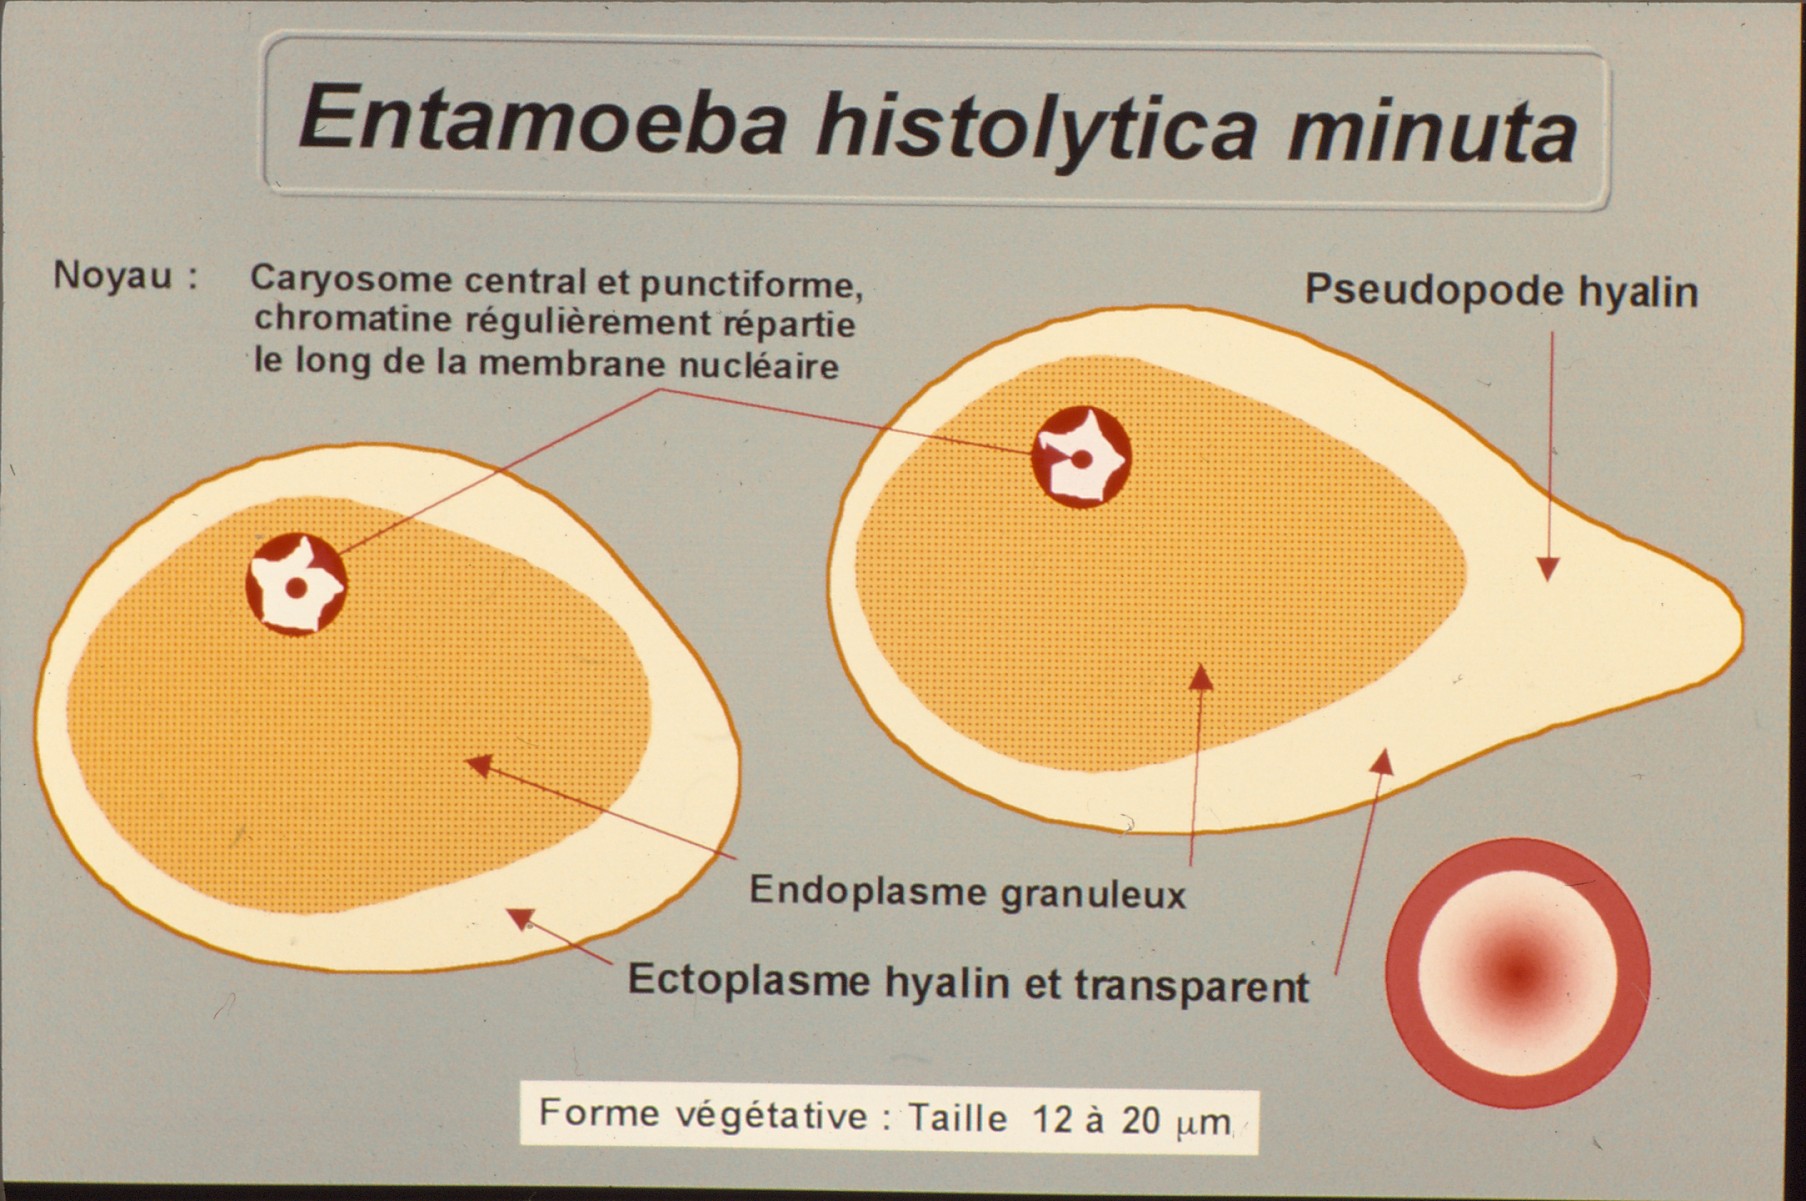 Entamoeba histolytica minuta
Noyau : Caryosome central et punctiforme,
chromatine régulièrement répartie
le long de la membrane nucléaire
Pseudopode hyalin
Endoplasme granuleux
Ectoplasme hyalin et transparent
Forme végétative : Taille 12 à 20 µm